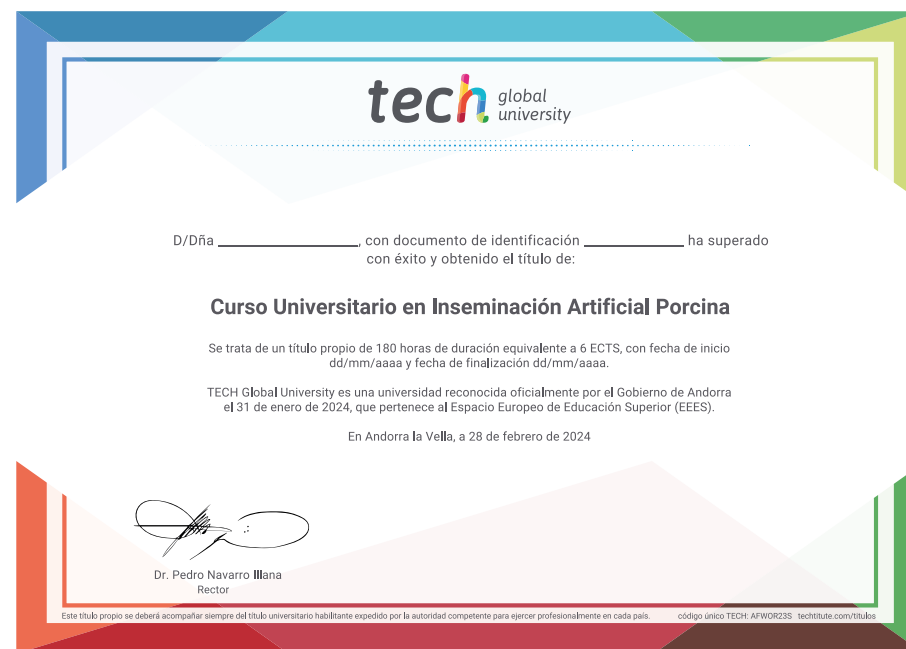 tech global university
D/Dña ____________________, con documento de identificación ______________ ha superado
con éxito y obtenido el título de:
Curso Universitario en Inseminación Artificial Porcina
Se trata de un título propio de 180 horas de duración equivalente a 6 ECTS, con fecha de inicio
dd/mm/aaaa y fecha de finalización dd/mm/aaaa.
TECH Global University es una universidad reconocida oficialmente por el Gobierno de Andorra
el 31 de enero de 2024, que pertenece al Espacio Europeo de Educación Superior (EEES).
En Andorra la Vella, a 28 de febrero de 2024
Dr. Pedro Navarro Illana
Rector
Este título propio se deberá acompañar siempre del título universitario habilitante expedido por la autoridad competente para ejercer profesionalmente en cada país. código único TECH: AFWOR23S techtitute.com/titulos